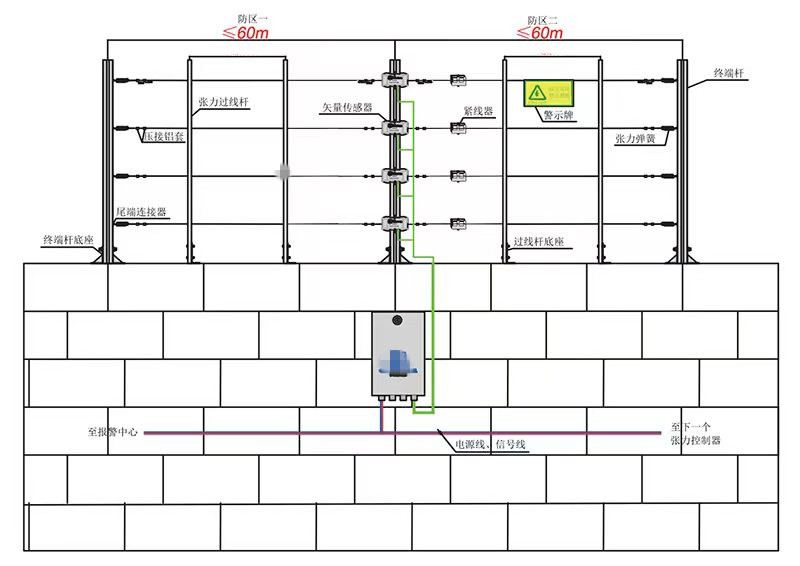 防区一
≤60m
防区二
≤60m
终端杆
张力过线杆
矢量传感器
紧线器
警示牌
压接铝套
张力弹簧
尾端连接器
终端杆底座
过线杆底座
至报警中心
电源线、信号线
至下一个
张力控制器